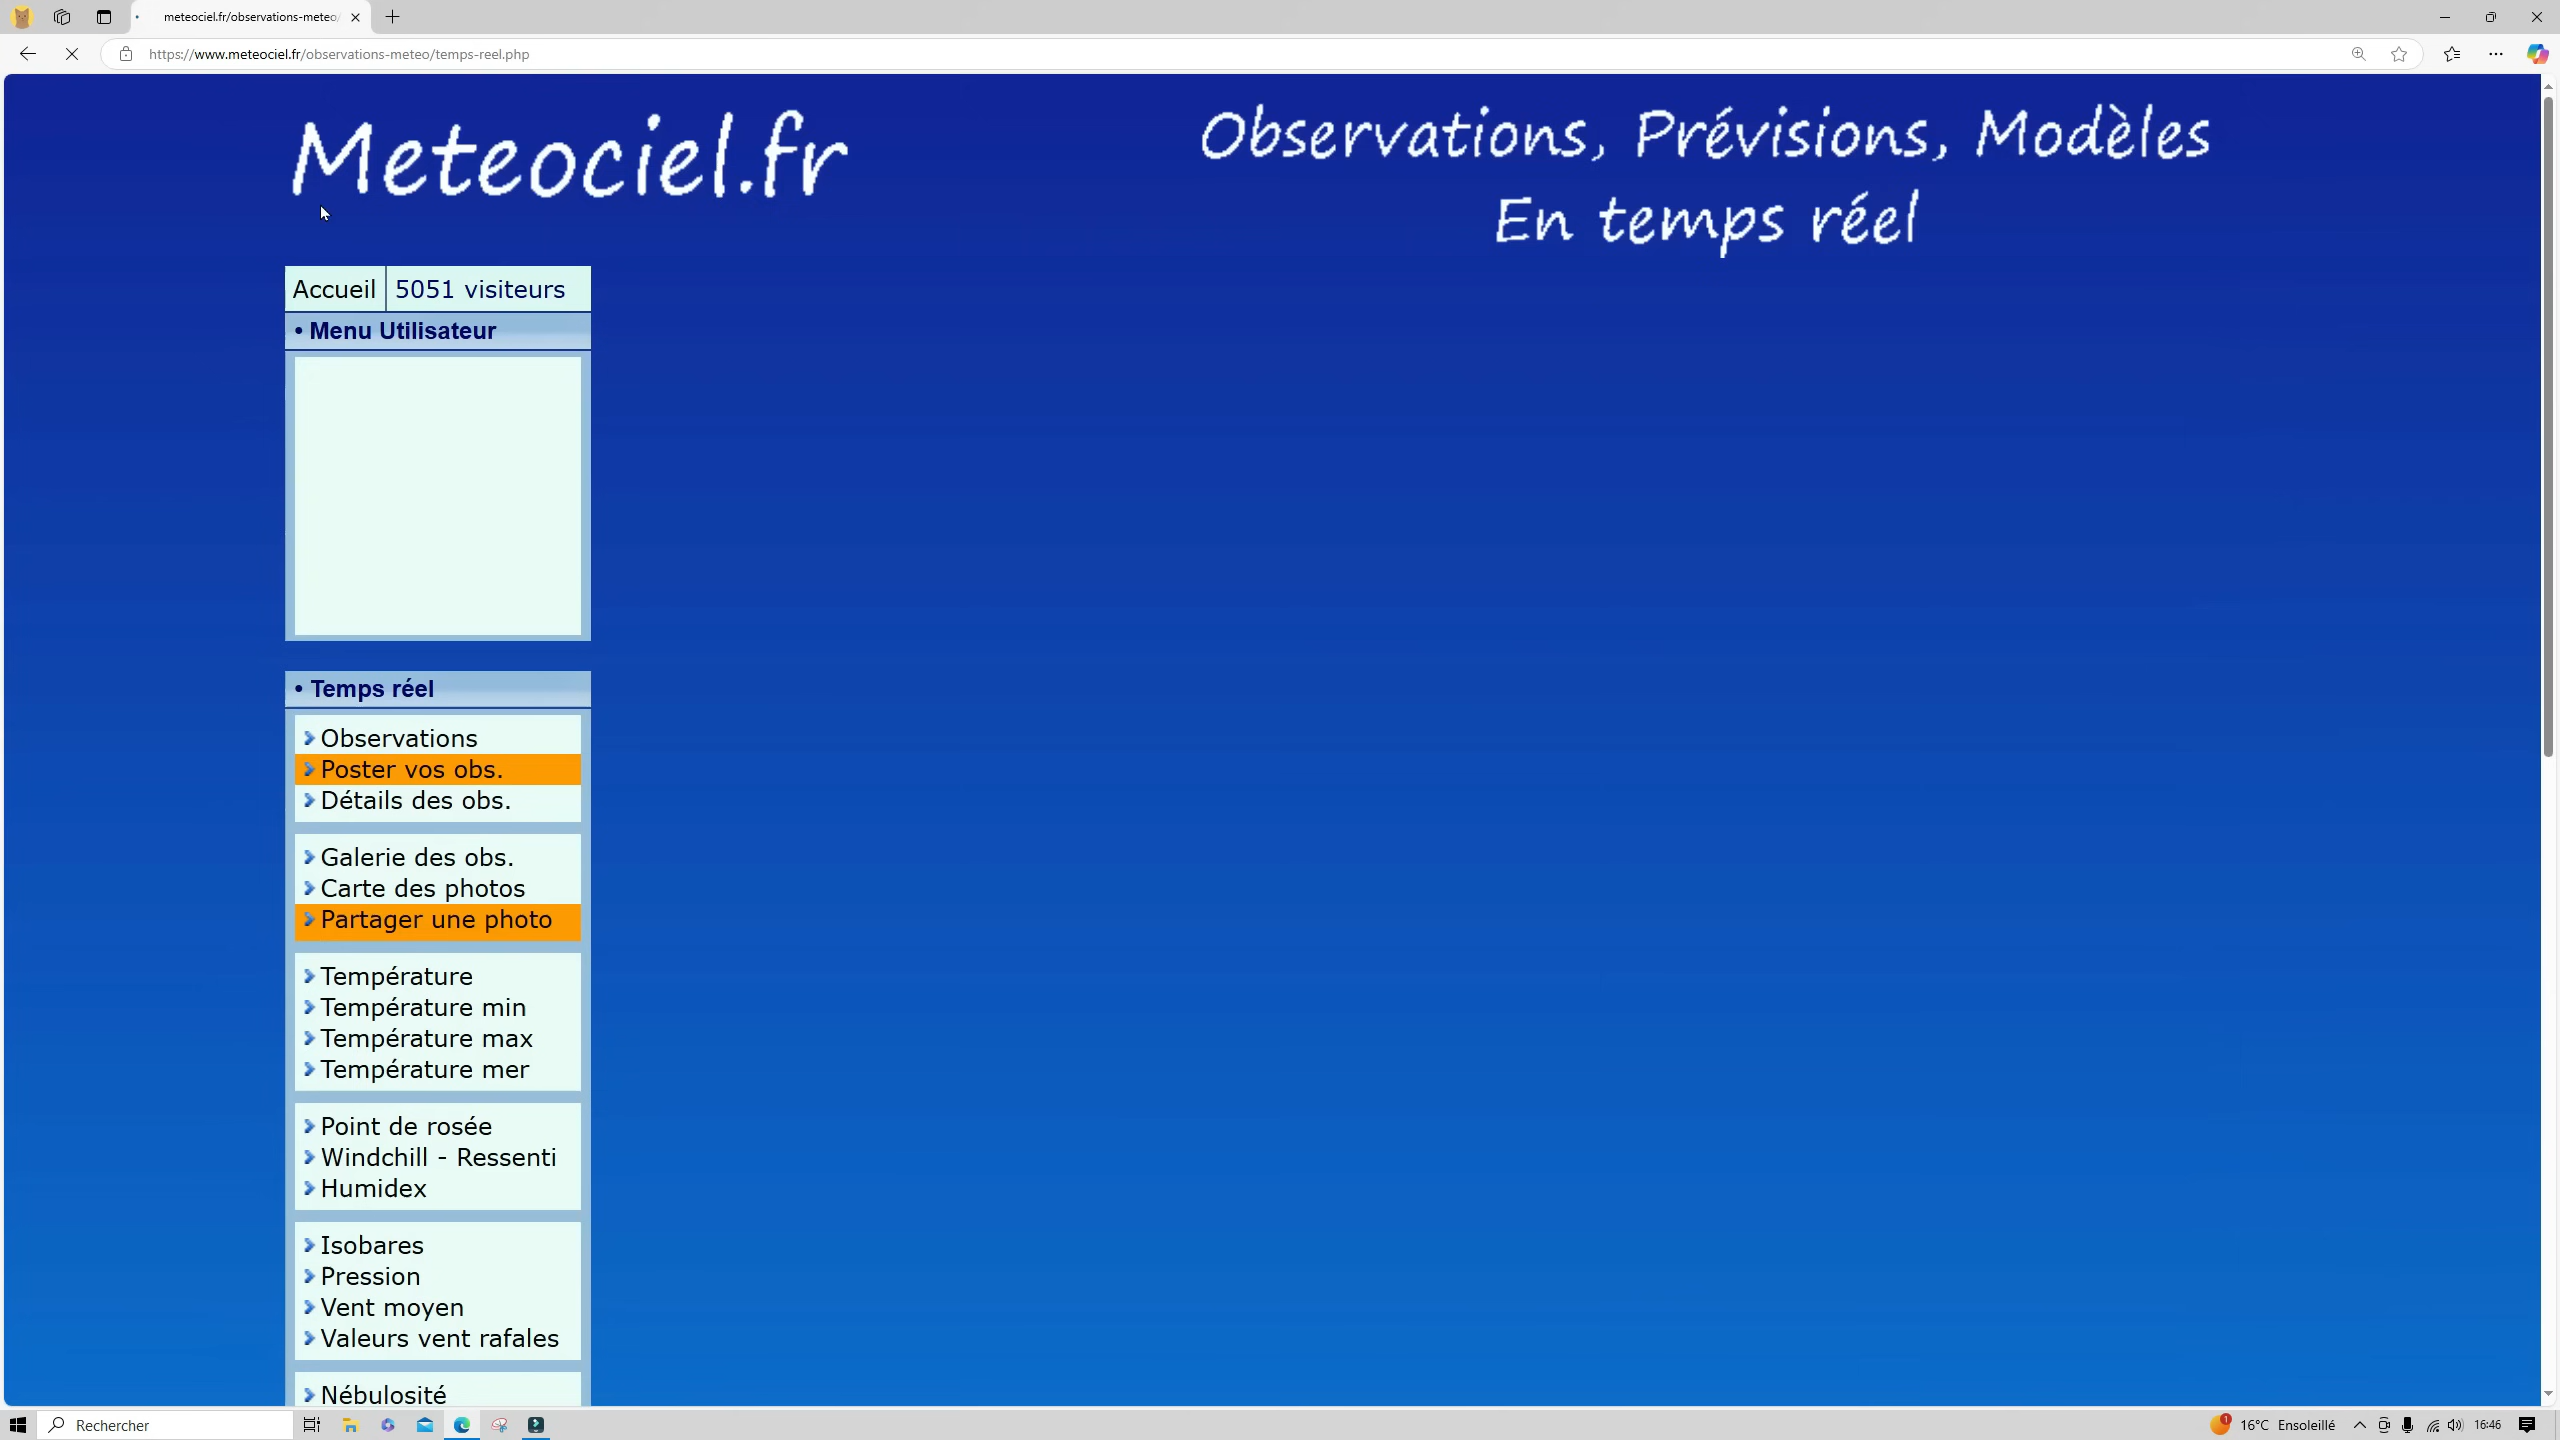 meteociel.fr/observations-meteo/
https://www.meteociel.fr/observations-meteo/temps-reel.php
Meteociel.fr
Observations, Prévisions, Modèles
En temps réel
Accueil
5051 visiteurs
• Menu Utilisateur
• Temps réel
Observations
Poster vos obs.
Détails des obs.
Galerie des obs.
Carte des photos
Partager une photo
Température
Température min
Température max
Température mer
Point de rosée
Windchill - Ressenti
Humidex
Isobares
Pression
Vent moyen
Valeurs vent rafales
Nébulosité
Rechercher
1
16°C Ensoleillé
16:46